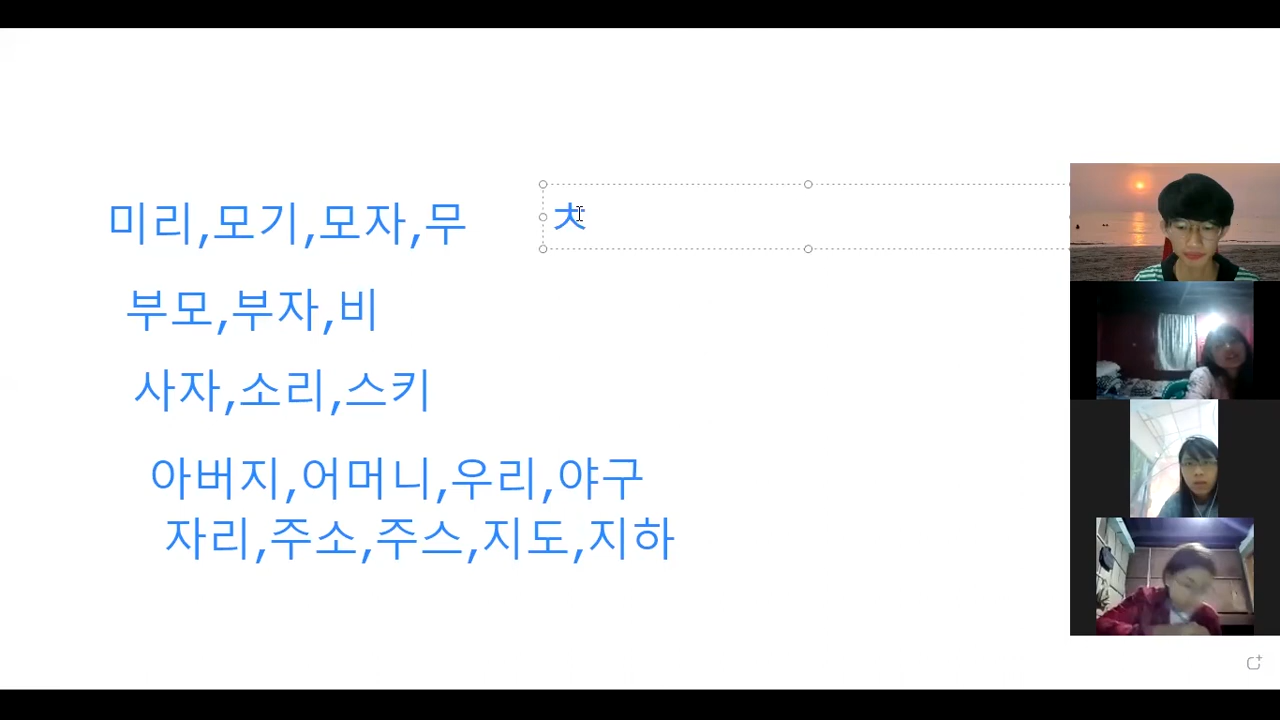 미리,모기,모자,무
ㅊ
부모,부자,비
사자,소리,스키
아버지,어머니,우리,야구
자리,주소,주스,지도,지하